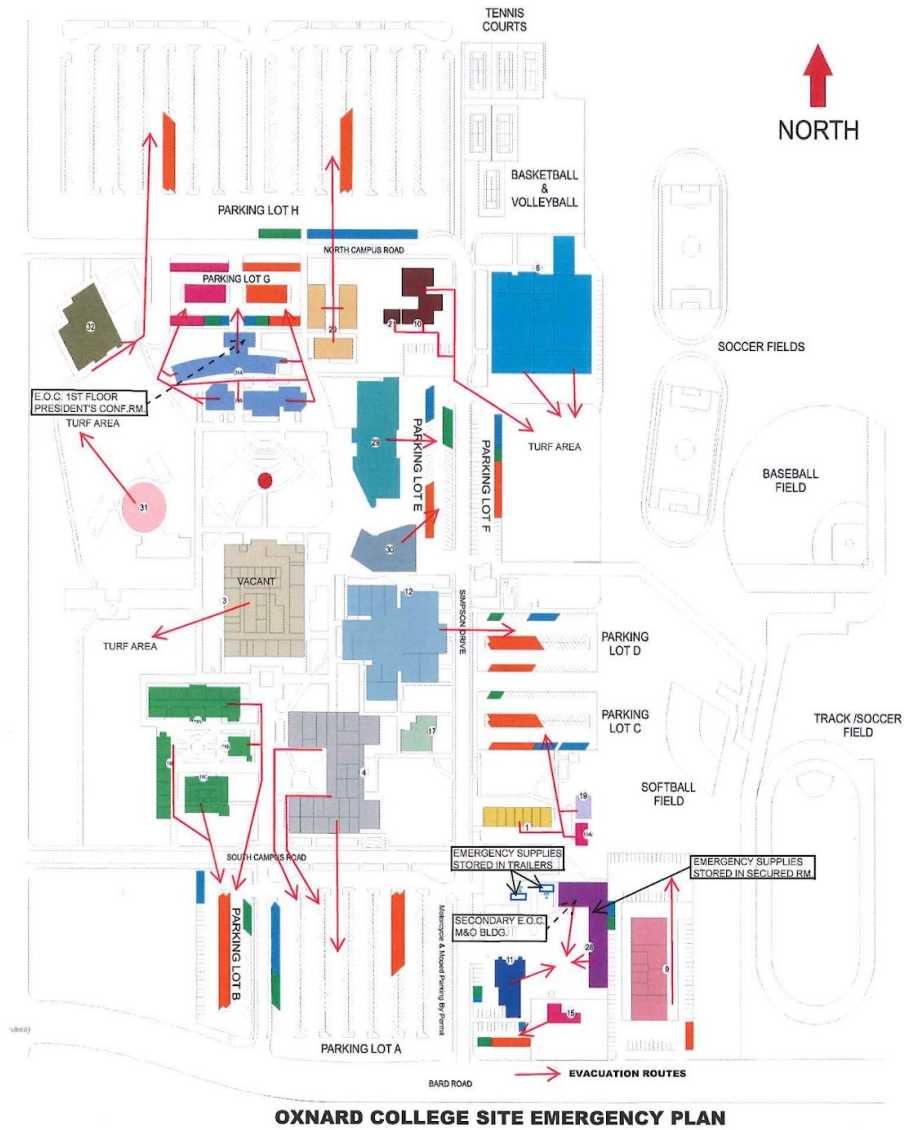 TENNIS
COURTS
NORTH
BASKETBALL
&
VOLLEYBALL
PARKING LOT H
NORTH CAMPUS ROAD
PARKING LOT G
6
32
20
2
10
SOCCER FIELDS
E.O.C. 1ST FLOOR
PRESIDENT'S CONF.RM.
TURF AREA
29
PARKING LOT E
PARKING LOT F
TURF AREA
BASEBALL
FIELD
31
30
VACANT
3
12
SIMPSON DRIVE
TURF AREA
PARKING
LOT D
PARKING
LOT C
17
4
TRACK /SOCCER
FIELD
SOFTBALL
FIELD
19
1
SOUTH CAMPUS ROAD
EMERGENCY SUPPLIES
STORED IN TRAILERS
EMERGENCY SUPPLIES
STORED IN SECURED RM.
SECONDARY E.O.C.
M&O BLDG.
PARKING LOT B
Motorcycle & Moped Parking By Permit
28
9
11
15
PARKING LOT A
EVACUATION ROUTES
BARD ROAD
OXNARD COLLEGE SITE EMERGENCY PLAN